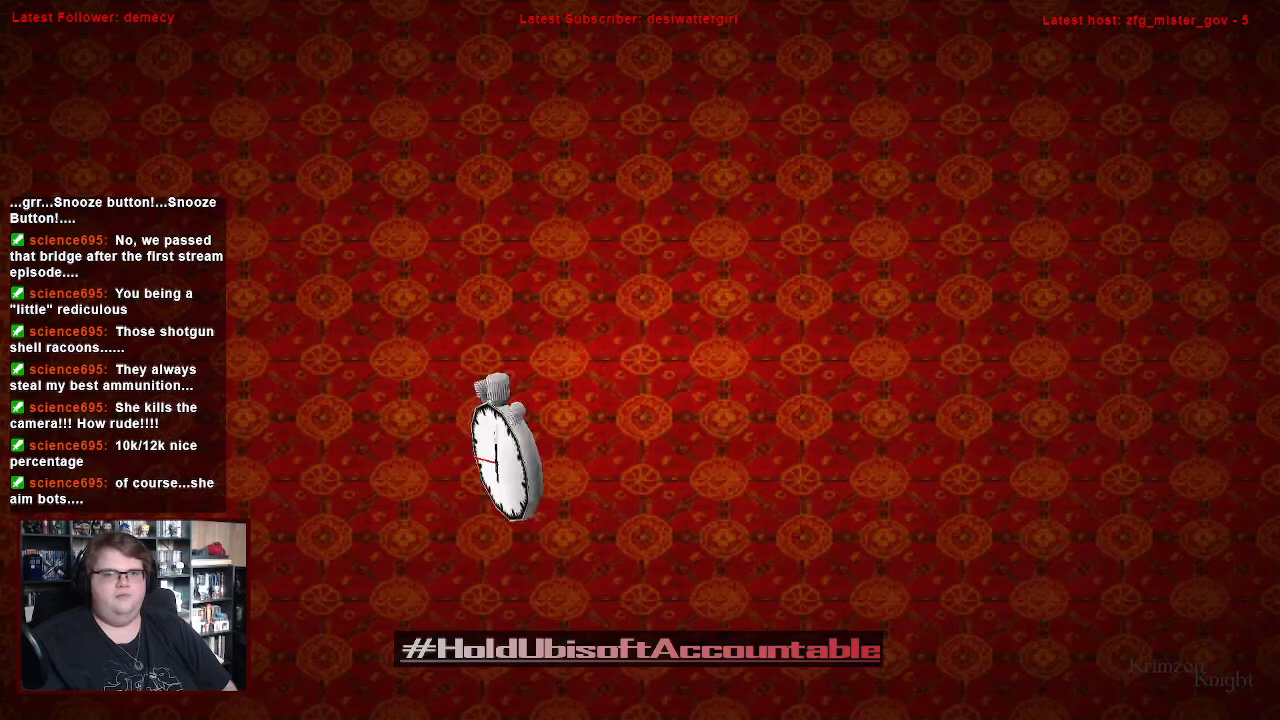 Latest Follower: demecy
Latest Subscriber: desiwattergirl
Latest host: zfg_mister_gov - 5
...grr...Snooze button!...Snooze
Button!....
science695: No, we passed
that bridge after the first stream
episode....
science695: You being a
"little" rediculous
science695: Those shotgun
shell racoons......
science695: They always
steal my best ammunition...
science695: She kills the
camera!!! How rude!!!!
science695: 10k/12k nice
percentage
science695: of course...she
aim bots....
#HoldUbisoftAccountable
Krimzon
Knight